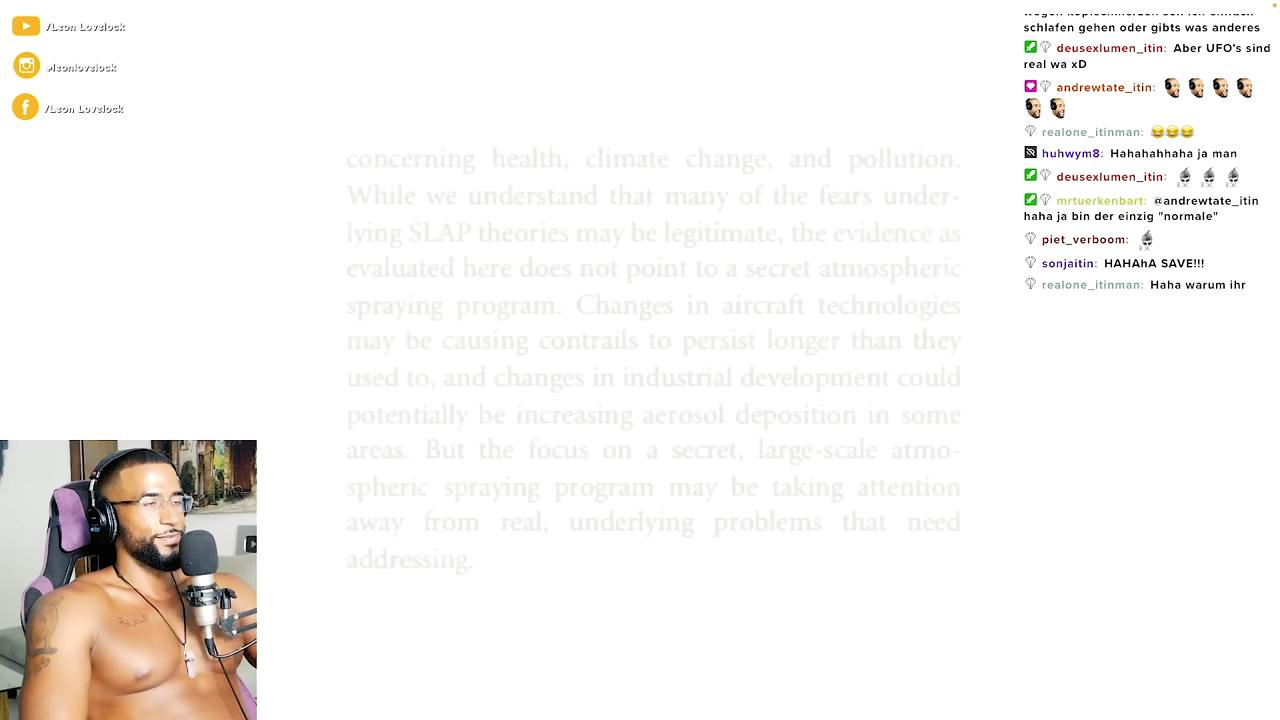 /Leon Lovelock
leonlovelock
/Leon Lovelock
concerning health, climate change, and pollution.
While we understand that many of the fears under-
lying SLAP theories may be legitimate, the evidence as
evaluated here does not point to a secret atmospheric
spraying program. Changes in aircraft technologies
may be causing contrails to persist longer than they
used to, and changes in industrial development could
potentially be increasing aerosol deposition in some
areas. But the focus on a secret, large-scale atmo-
spheric spraying program may be taking attention
away from real, underlying problems that need
addressing.
schlafen gehen oder gibts was anderes
deusexlumen_itin: Aber UFO's sind
real wa xD
andrewtate_itin:
realone_itinman: 😂😂😂
huhwym8: Hahahahhaha ja man
deusexlumen_itin:
mrtuerkenbart: @andrewtate_itin
haha ja bin der einzig "normale"
piet_verboom:
sonjaitin: HAHAhA SAVE!!!
realone_itinman: Haha warum ihr